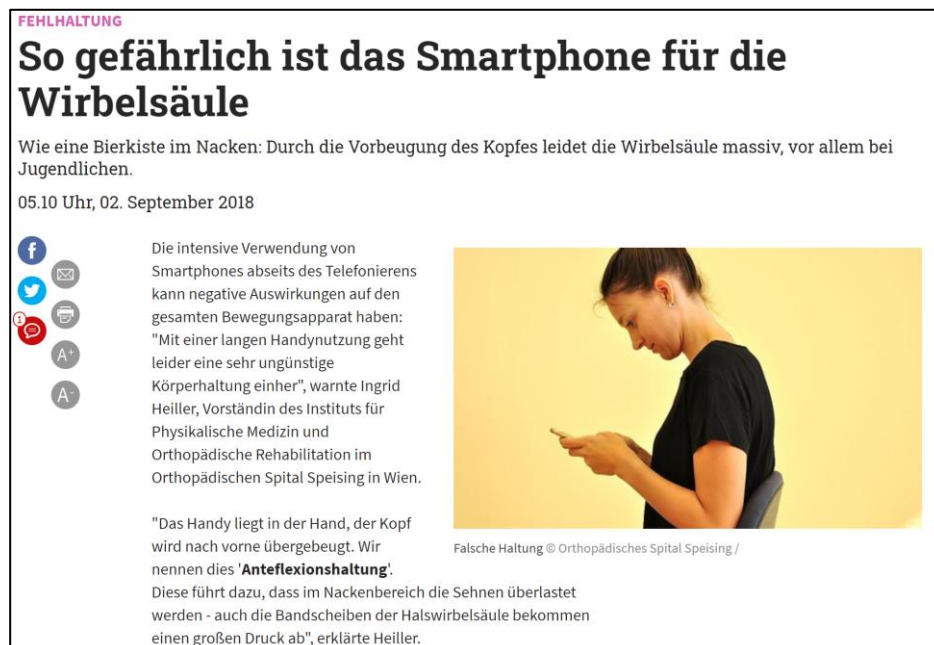 FEHLHALTUNG
So gefährlich ist das Smartphone für die
Wirbelsäule
Wie eine Bierkiste im Nacken: Durch die Vorbeugung des Kopfes leidet die Wirbelsäule massiv, vor allem bei
Jugendlichen.
05.10 Uhr, 02. September 2018
f
1
A+
A-
Die intensive Verwendung von
Smartphones abseits des Telefonierens
kann negative Auswirkungen auf den
gesamten Bewegungsapparat haben:
"Mit einer langen Handynutzung geht
leider eine sehr ungünstige
Körperhaltung einher", warnte Ingrid
Heiller, Vorständin des Instituts für
Physikalische Medizin und
Orthopädische Rehabilitation im
Orthopädischen Spital Speising in Wien.
"Das Handy liegt in der Hand, der Kopf
wird nach vorne übergebeugt. Wir
nennen dies 'Anteflexionshaltung'.
Diese führt dazu, dass im Nackenbereich die Sehnen überlastet
werden - auch die Bandscheiben der Halswirbelsäule bekommen
einen großen Druck ab", erklärte Heiller.
Falsche Haltung © Orthopädisches Spital Speising /